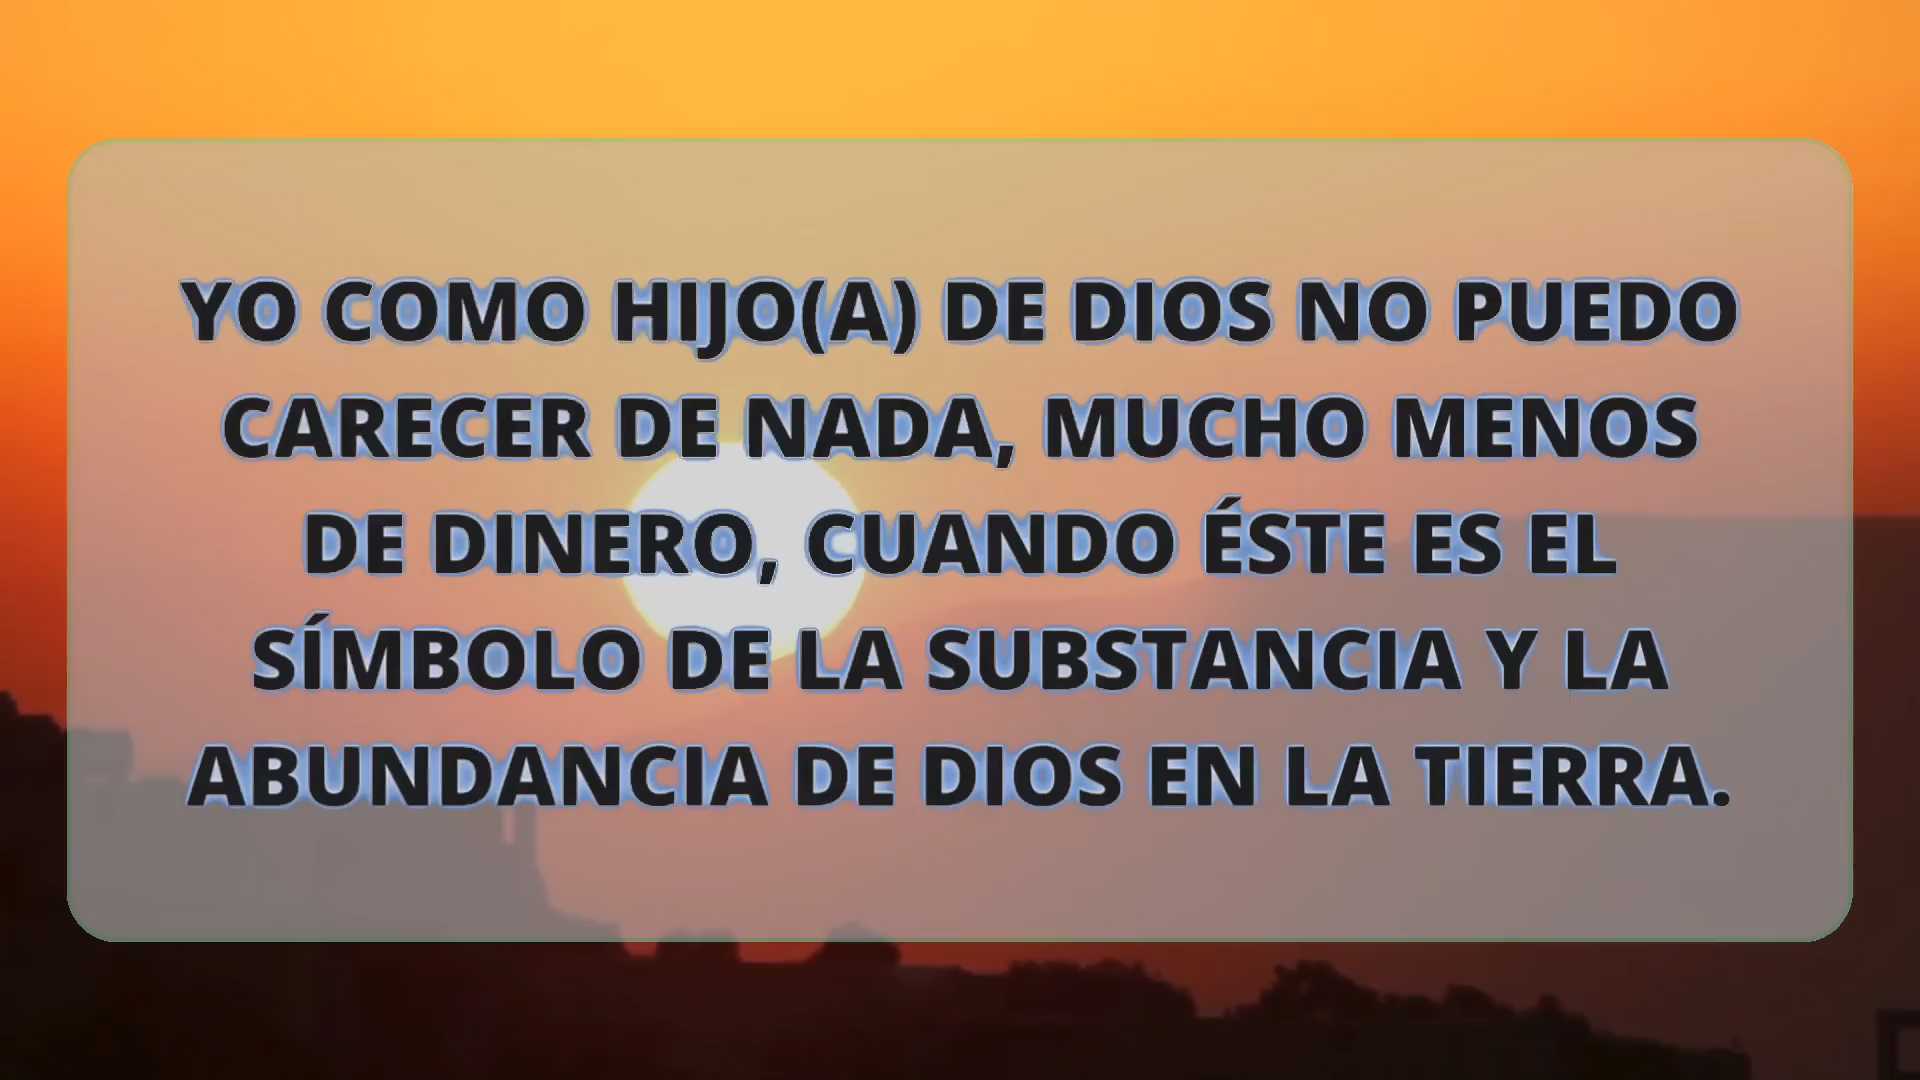 YO COMO HIJO(A) DE DIOS NO PUEDO
CARECER DE NADA, MUCHO MENOS
DE DINERO, CUANDO ÉSTE ES EL
SÍMBOLO DE LA SUBSTANCIA Y LA
ABUNDANCIA DE DIOS EN LA TIERRA.